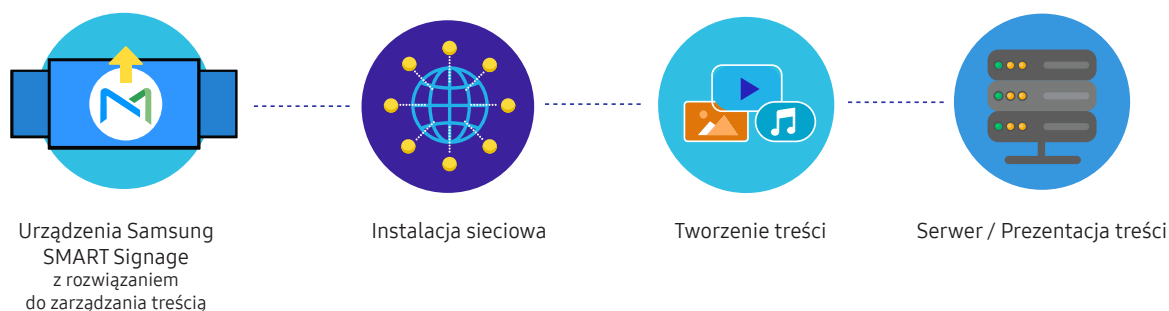 Urządzenia Samsung
SMART Signage
z rozwiązaniem
do zarządzania treścią
Instalacja sieciowa
Tworzenie treści
Serwer / Prezentacja treści